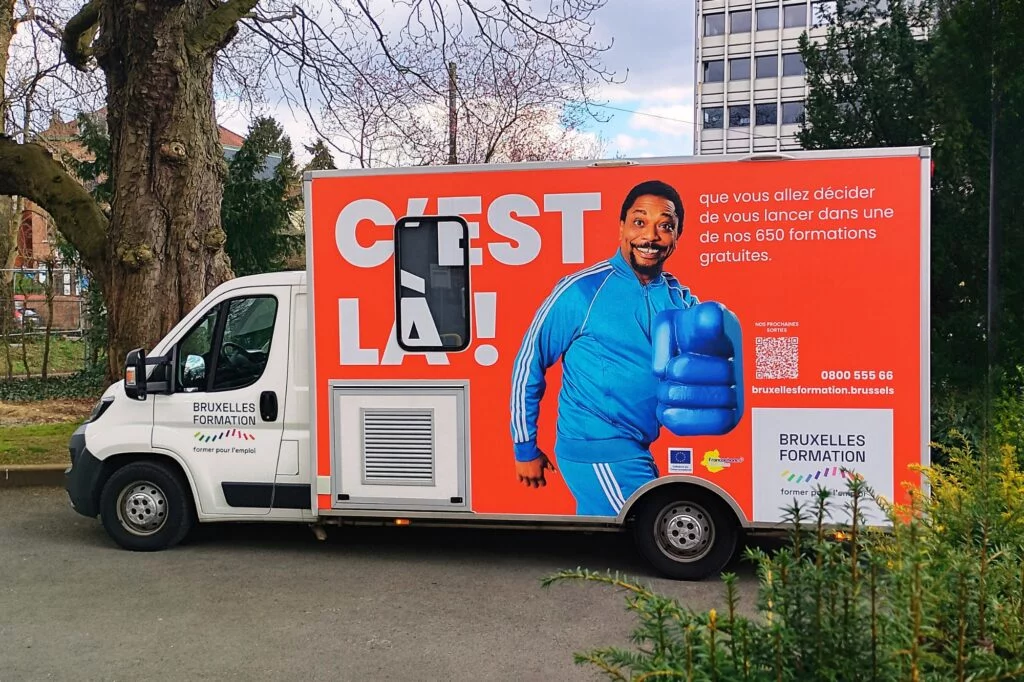 C'EST
LÀ !
que vous allez décider
de vous lancer dans une
de nos 650 formations
gratuites.
NOS PROCHAINES
SORTIES
0800 555 66
bruxellesformation.brussels
BRUXELLES
FORMATION
former pour l'emploi
BRUXELLES
FORMATION
former pour l'emploi